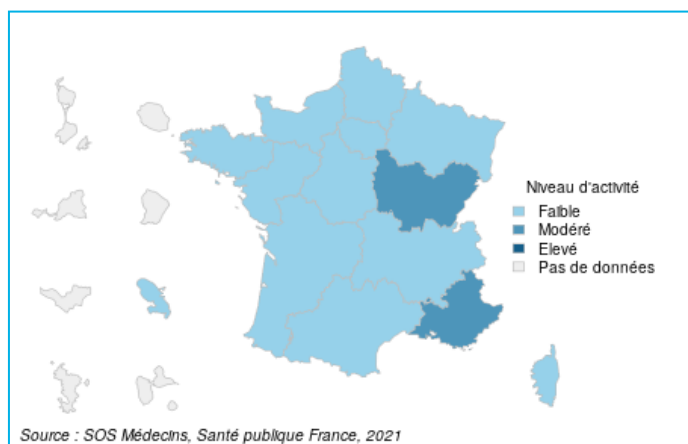 Niveau d'activité
Faible
Modéré
Elevé
Pas de données
Source : SOS Médecins, Santé publique France, 2021